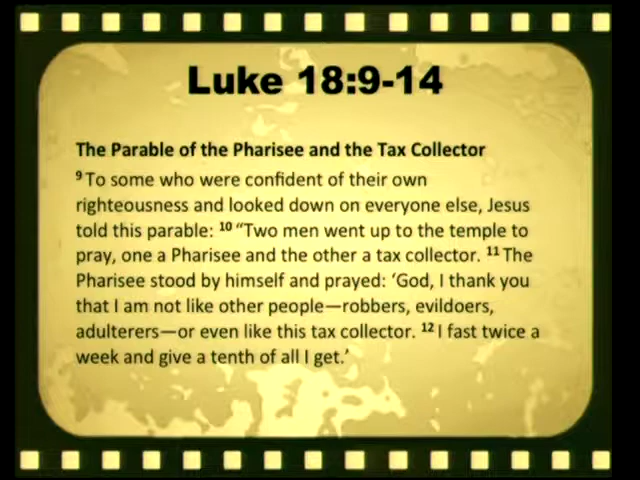 Luke 18:9-14
The Parable of the Pharisee and the Tax Collector
⁹ To some who were confident of their own
righteousness and looked down on everyone else, Jesus
told this parable: ¹⁰ “Two men went up to the temple to
pray, one a Pharisee and the other a tax collector. ¹¹ The
Pharisee stood by himself and prayed: ‘God, I thank you
that I am not like other people—robbers, evildoers,
adulterers—or even like this tax collector. ¹² I fast twice a
week and give a tenth of all I get.’